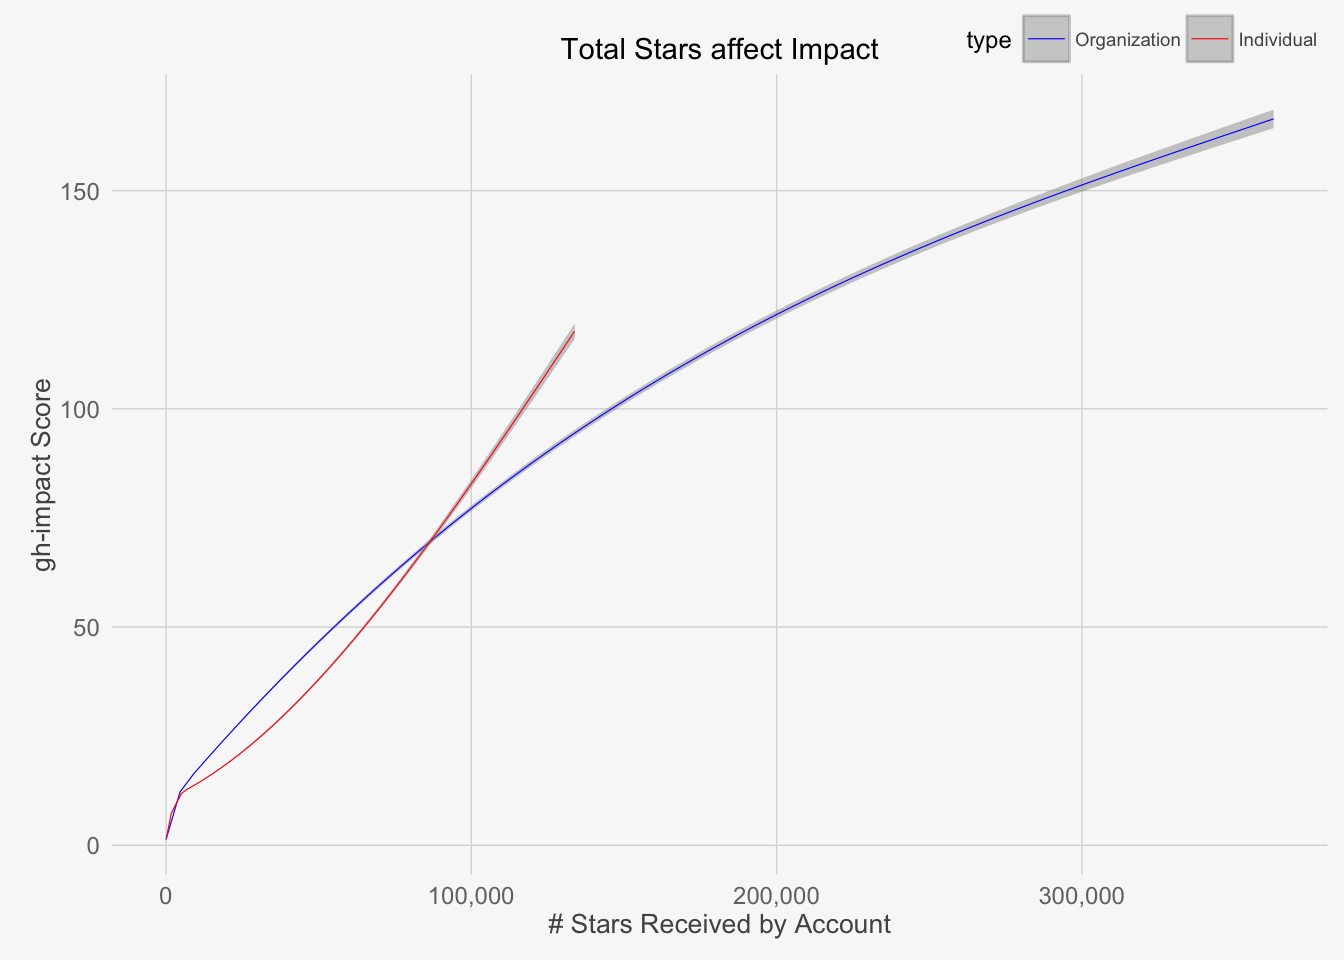 Total Stars affect Impact
type Organization Individual
150
100
50
0
gh-impact Score
0 100,000 200,000 300,000
# Stars Received by Account